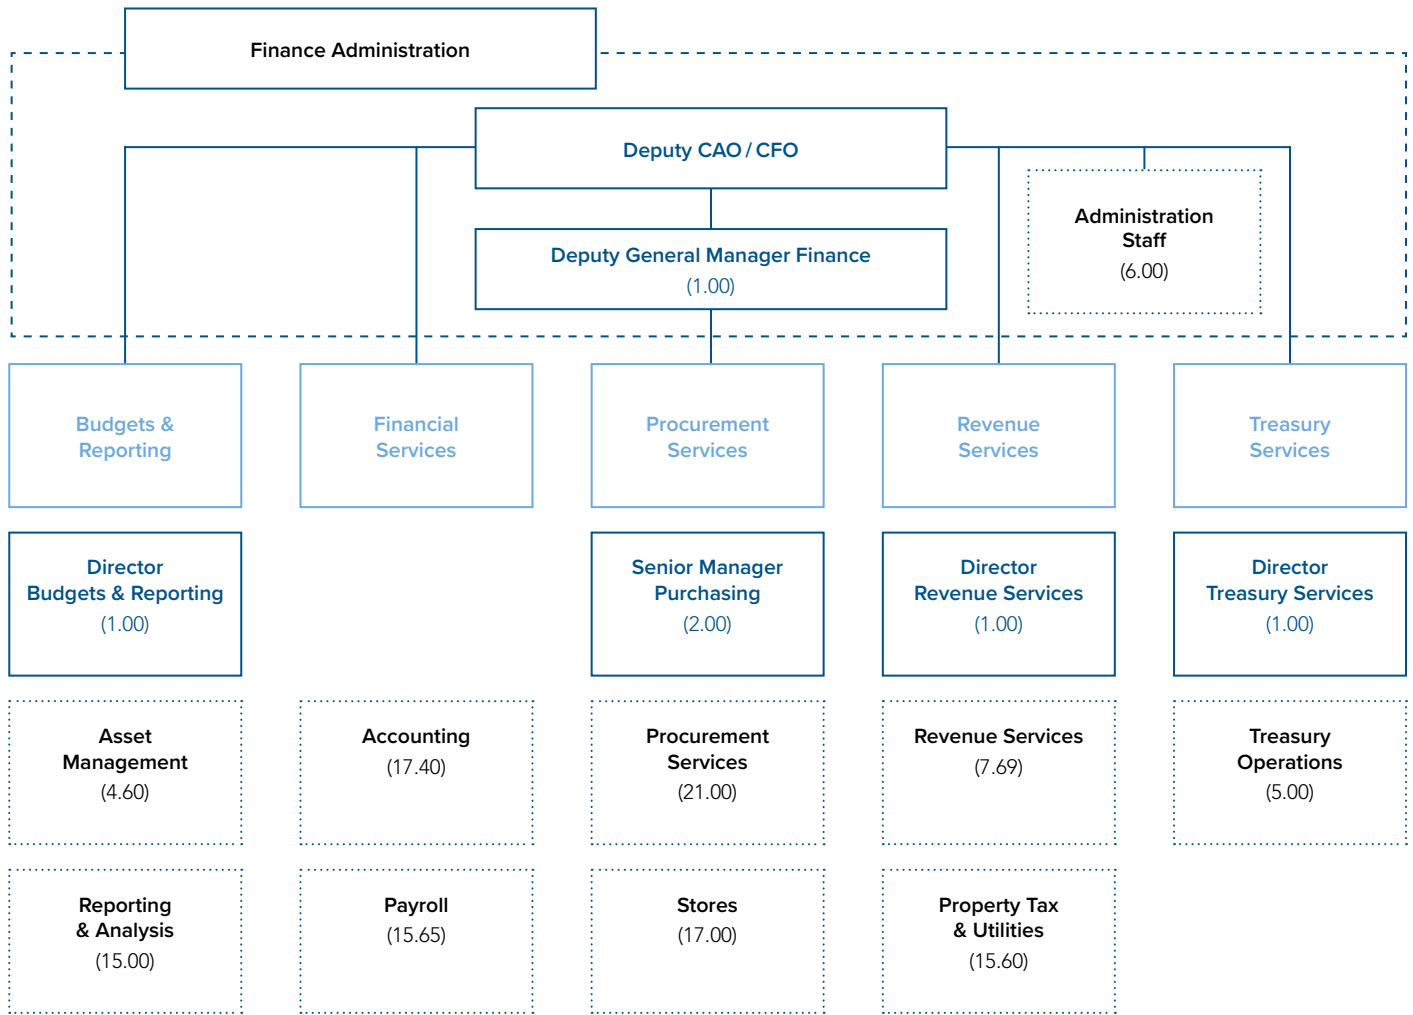 Finance Administration
Deputy CAO / CFO
Administration
Staff
(6.00)
Deputy General Manager Finance
(1.00)
Budgets &
Reporting
Financial
Services
Procurement
Services
Revenue
Services
Treasury
Services
Director
Budgets & Reporting
(1.00)
Senior Manager
Purchasing
(2.00)
Director
Revenue Services
(1.00)
Director
Treasury Services
(1.00)
Asset
Management
(4.60)
Accounting
(17.40)
Procurement
Services
(21.00)
Revenue Services
(7.69)
Treasury
Operations
(5.00)
Reporting
& Analysis
(15.00)
Payroll
(15.65)
Stores
(17.00)
Property Tax
& Utilities
(15.60)